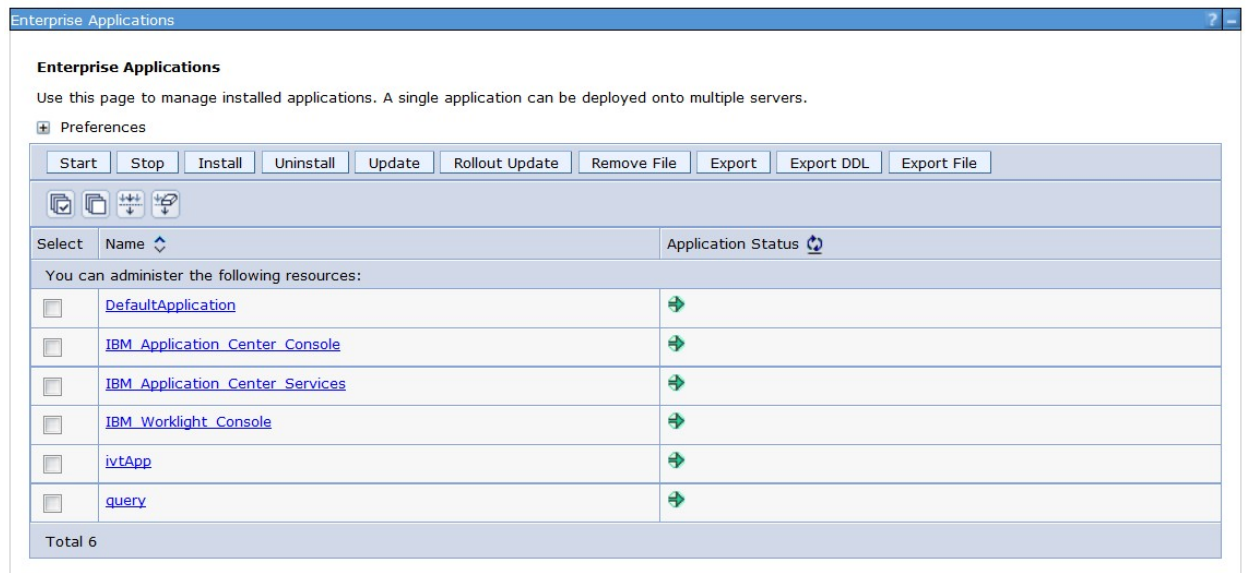 Enterprise Applications ? –
Enterprise Applications
Use this page to manage installed applications. A single application can be deployed onto multiple servers.
+ Preferences
Start Stop Install Uninstall Update Rollout Update Remove File Export Export DDL Export File
Select Name Application Status
You can administer the following resources:
DefaultApplication
IBM_Application_Center_Console
IBM_Application_Center_Services
IBM_Worklight_Console
ivtApp
query
Total 6